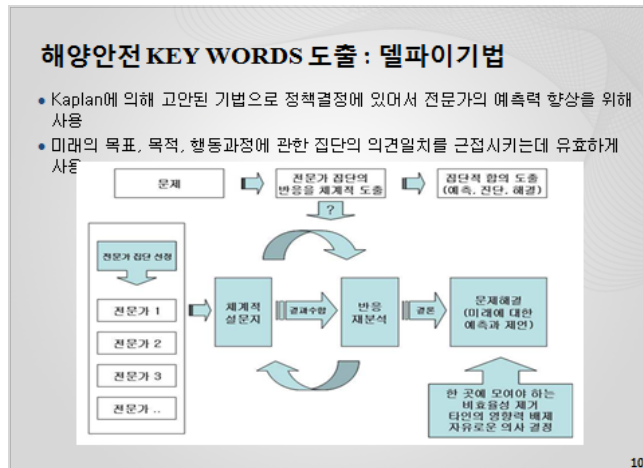 해양안전 KEY WORDS 도출 : 델파이기법
• Kaplan에 의해 고안된 기법으로 정책결정에 있어서 전문가의 예측력 향상을 위해
사용
• 미래의 목표, 목적, 행동과정에 관한 집단의 의견일치를 근접시키는데 유효하게
사용
문제
전문가 집단의
반응을 체계적 도출
집단적 합의 도출
(예측, 진단, 해결)
?
전문가 집단 선정
전문가 1
전문가 2
전문가 3
전문가 ..
체계적
설문지
결과수합
반응
재분석
결론
문제해결
(미래에 대한
예측과 제언)
한 곳에 모여야 하는
비효율성 제거
타인의 영향력 배제
자유로운 의사 결정
10